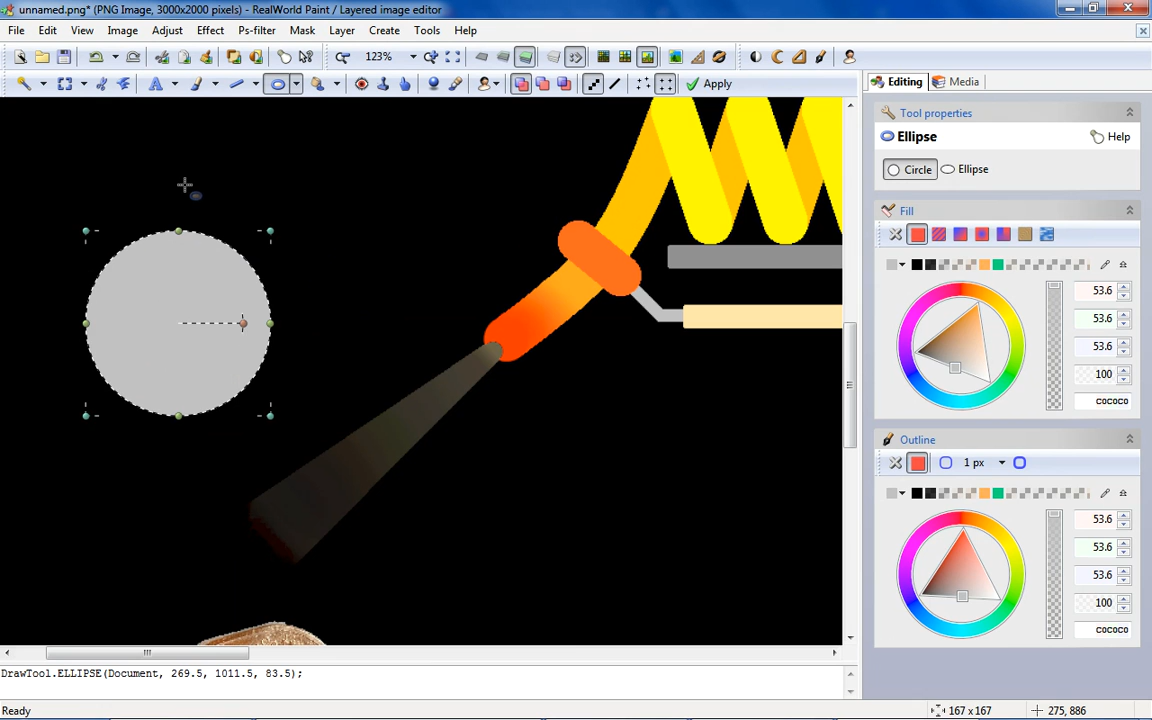 unnamed.png* (PNG Image, 3000x2000 pixels) - RealWorld Paint / Layered image editor
File Edit View Image Adjust Effect Ps-filter Mask Layer Create Tools Help
123%
A Apply
Editing Media
Tool properties
Ellipse Help
Circle Ellipse
Fill
53.6
53.6
53.6
100
C0C0C0
Outline
1 px
53.6
53.6
53.6
100
C0C0C0
DrawTool.ELLIPSE(Document, 269.5, 1011.5, 83.5);
Ready 167 x 167 275, 886